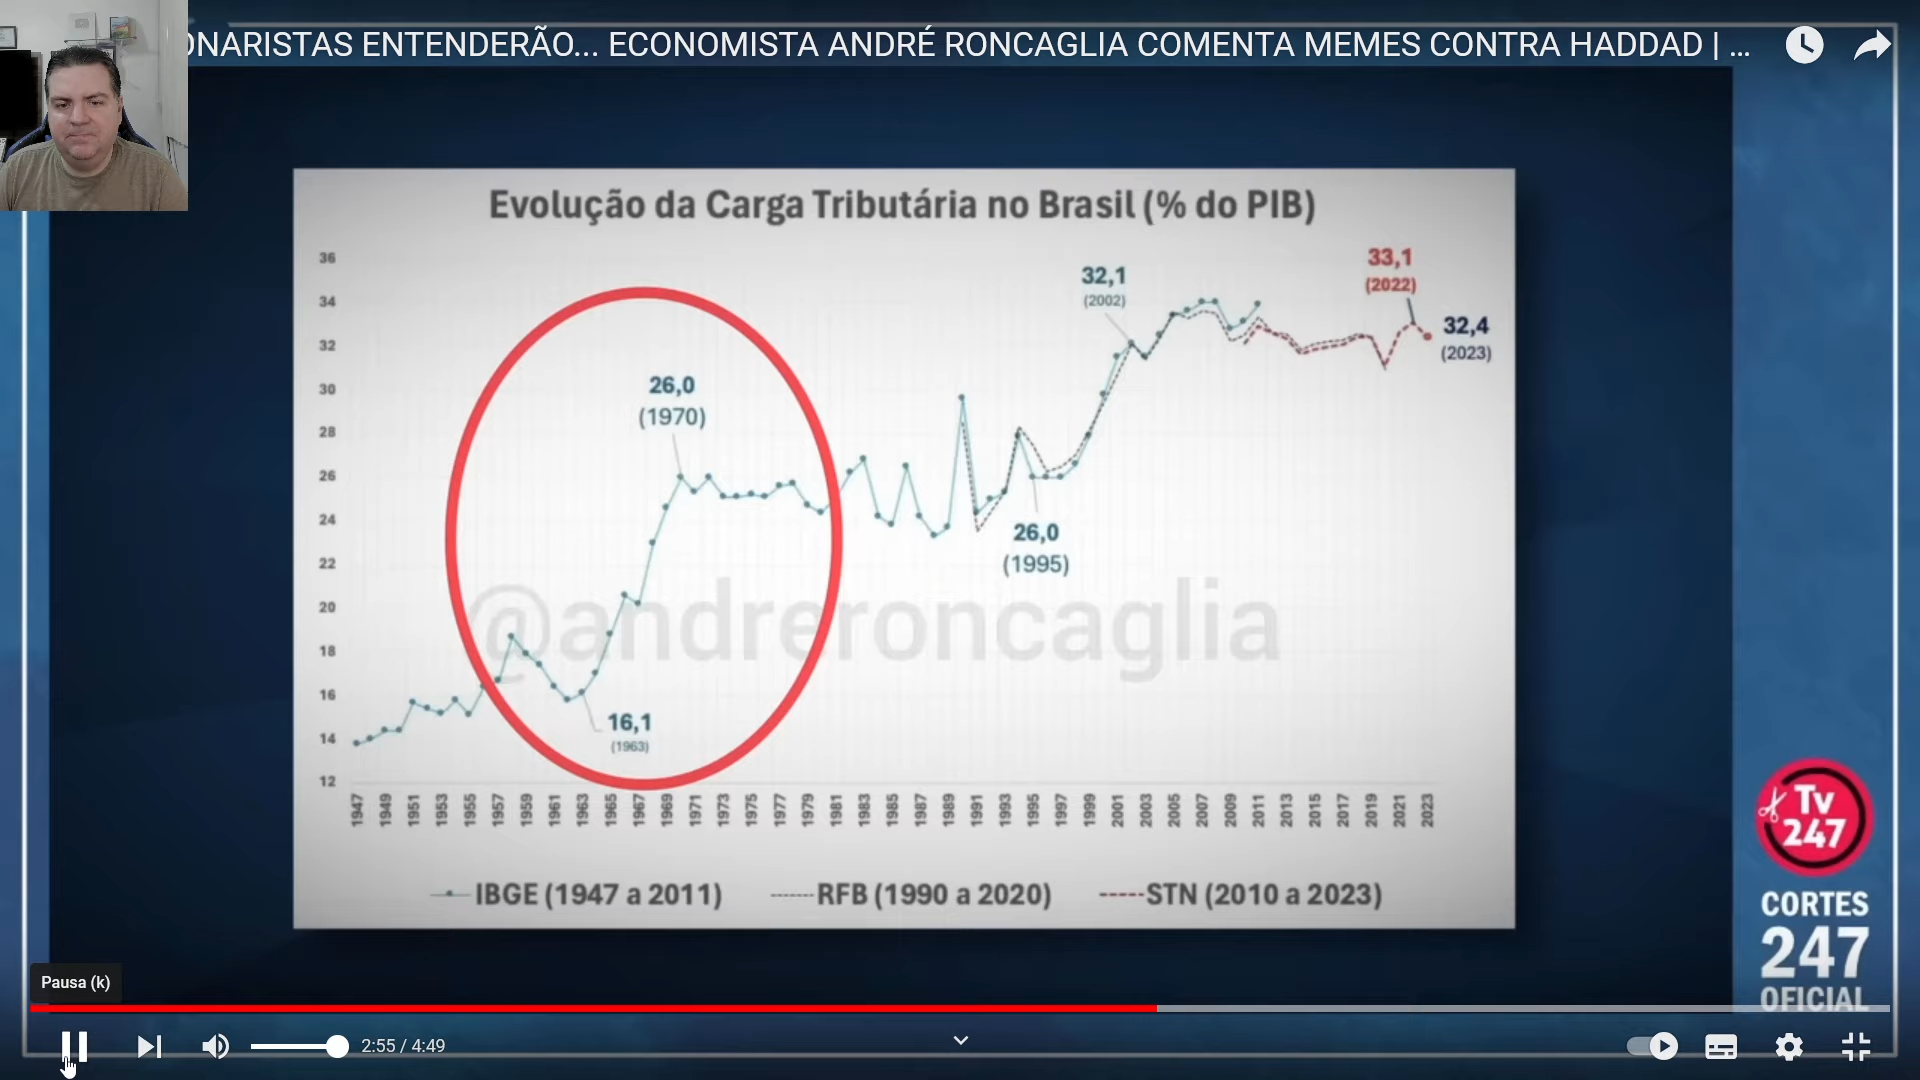 ONARISTAS ENTENDERÃO... ECONOMISTA ANDRÉ RONCAGLIA COMENTA MEMES CONTRA HADDAD | ...
Evolução da Carga Tributária no Brasil (% do PIB)
36
34
32
30
28
26
24
22
20
18
16
14
12
26,0
(1970)
16,1
(1963)
26,0
(1995)
32,1
(2002)
33,1
(2022)
32,4
(2023)
@andreroncaglia
1947 1949 1951 1953 1955 1957 1959 1961 1963 1965 1967 1969 1971 1973 1975 1977 1979 1981 1983 1985 1987 1989 1991 1993 1995 1997 1999 2001 2003 2005 2007 2009 2011 2013 2015 2017 2019 2021 2023
IBGE (1947 a 2011) RFB (1990 a 2020) STN (2010 a 2023)
Tv
247
CORTES
247
OFICIAL
Pausa (k)
2:55 / 4:49